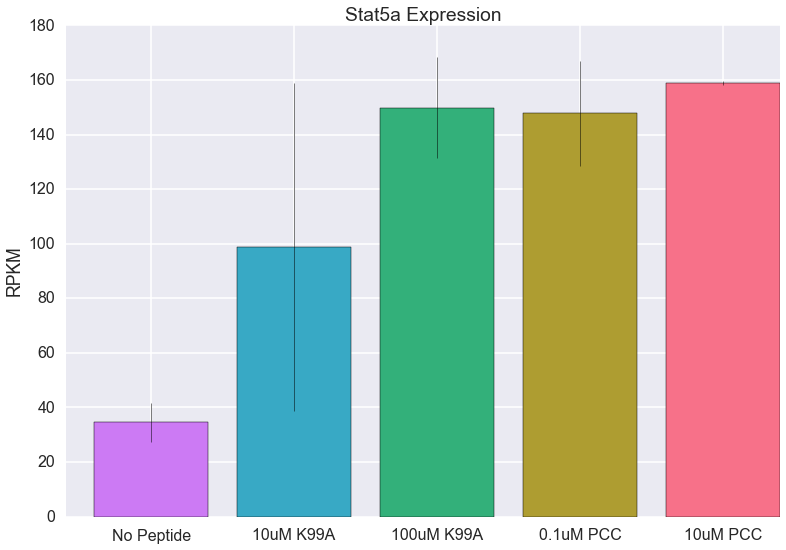 Stat5a Expression
RPKM
180
160
140
120
100
80
60
40
20
0
No Peptide
10uM K99A
100uM K99A
0.1uM PCC
10uM PCC